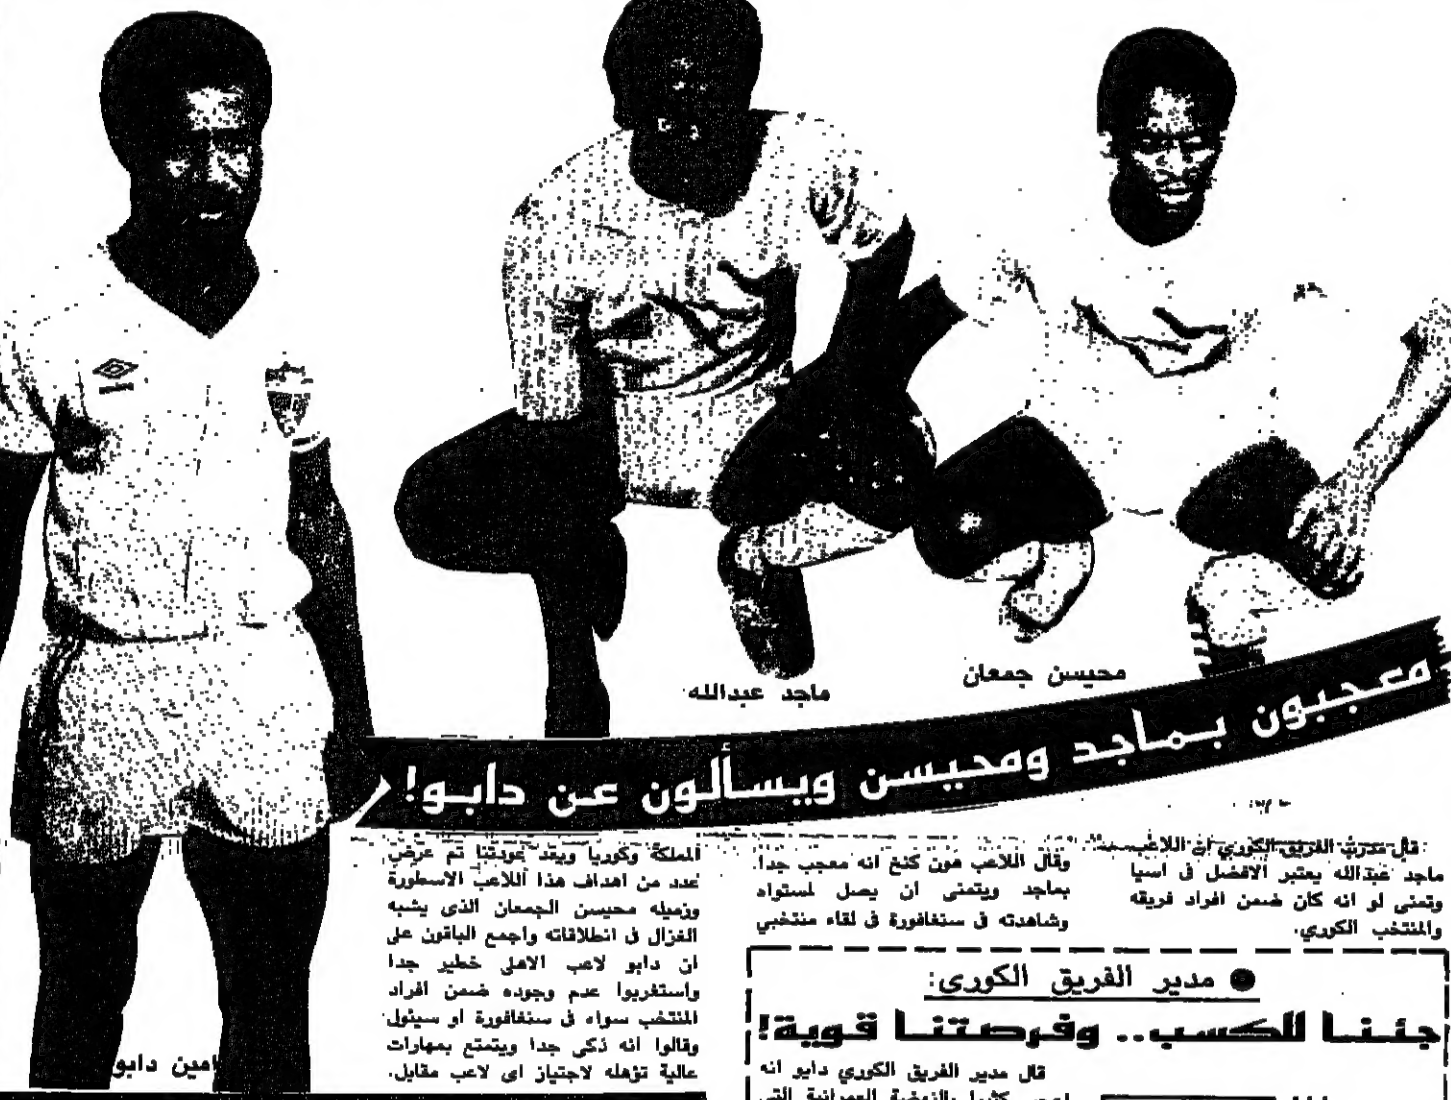 محيسن جمعان
ماجد عبدالله
معجبون بماجد ومحيسن ويسألون عن دابو!
قال مدرب الفريق الكوري ان اللاعب
ماجد عبدالله يعتبر الافضل فى اسيا
وتمنى لو انه كان ضمن افراد فريقه
والمنتخب الكوري.
وقال اللاعب هون كنغ انه معجب جدا
بماجد ويتمنى ان يصل لمستواه
وشاهدته فى سنغافورة فى لقاء منتخبي
المملكة وكوريا وبعد عودتنا تم عرض
عدد من اهداف هذا اللاعب الاسطورة
وزميله محيسن الجمعان الذى يشبه
الغزال فى انطلاقاته واجمع الباقون على
ان دابو لاعب الاهلى خطير جدا
واستغربوا عدم وجوده ضمن افراد
المنتخب سواء فى سنغافورة او سيئول
وقالوا انه ذكى جدا ويتمتع بمهارات
عالية تؤهله لاجتياز اى لاعب مقابل.
امين دابو
● مدير الفريق الكورى:
جئنا للكسب.. وفرصتنا قوية!
قال مدير الفريق الكوري دابو انه
كثيرا بالنهضة العمرانية التي